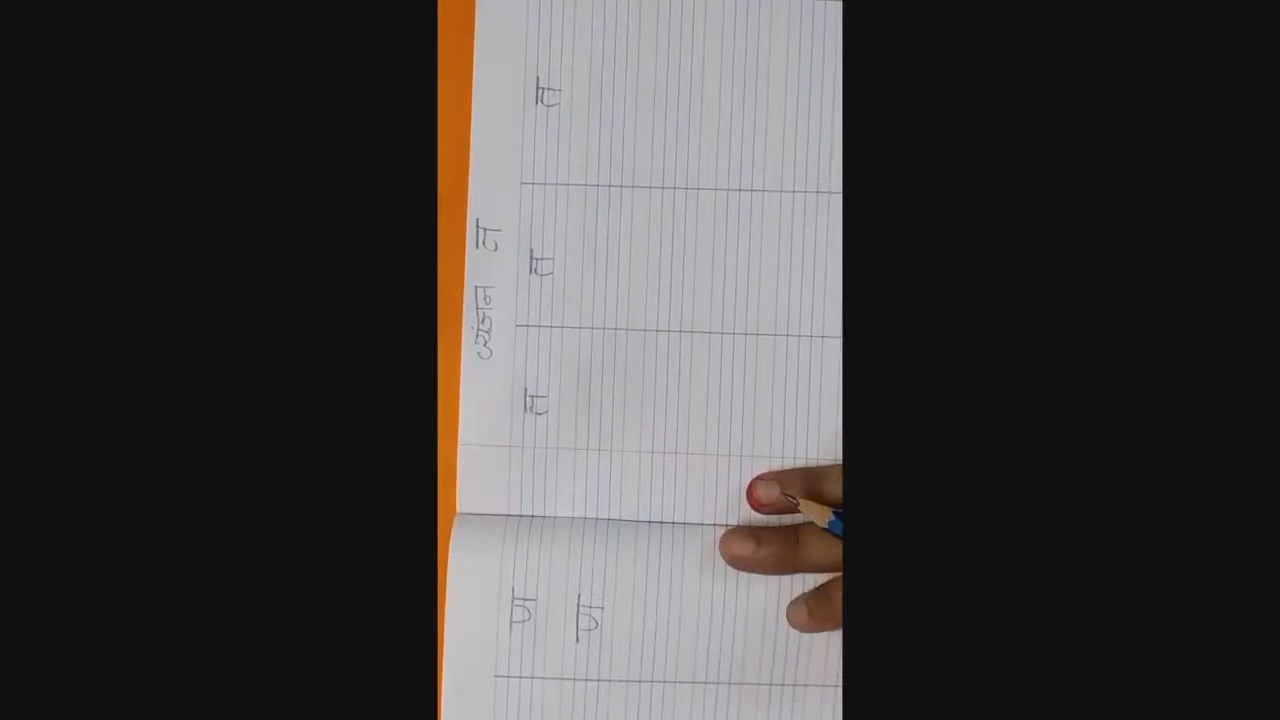 व्यंजन त
त त त
ण
ण